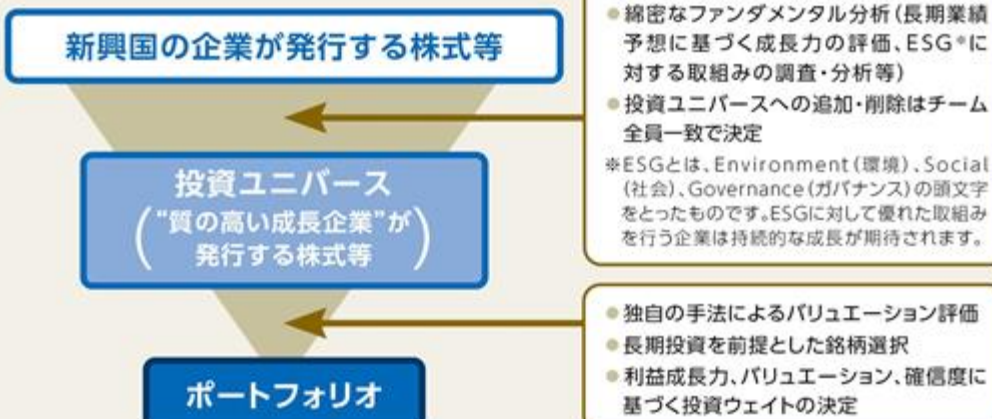 新興国の企業が発行する株式等
●綿密なファンダメンタル分析(長期業績
予想に基づく成長力の評価、ESG※に
対する取組みの調査・分析等)
●投資ユニバースへの追加・削除はチーム
全員一致で決定
※ESGとは、Environment(環境)、Social
(社会)、Governance(ガバナンス)の頭文字
をとったものです。ESGに対して優れた取組み
を行う企業は持続的な成長が期待されます。
投資ユニバース
("質の高い成長企業"が
発行する株式等)
●独自の手法によるバリュエーション評価
●長期投資を前提とした銘柄選択
●利益成長力、バリュエーション、確信度に
基づく投資ウェイトの決定
ポートフォリオ